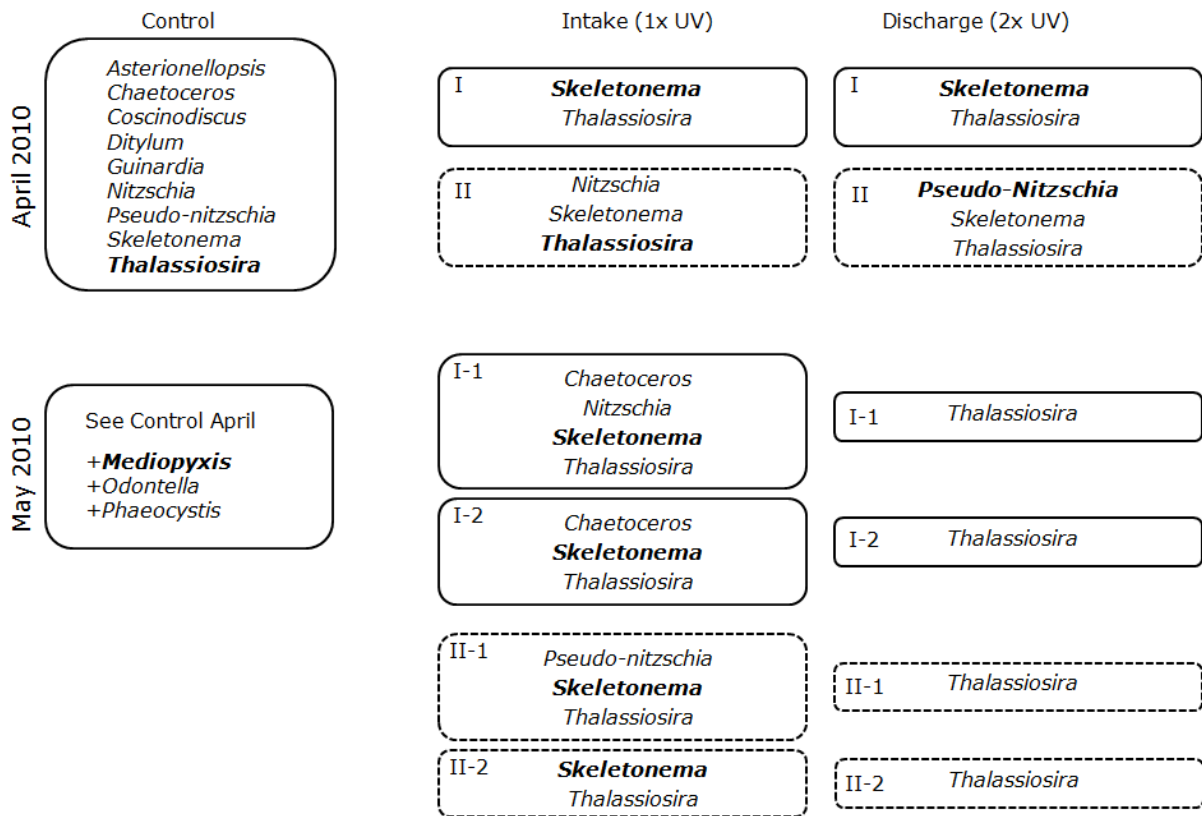 Control
Intake (1x UV)
Discharge (2x UV)
April 2010
Asterionellopsis
Chaetoceros
Coscinodiscus
Ditylum
Guinardia
Nitzschia
Pseudo-nitzschia
Skeletonema
Thalassiosira
I
Skeletonema
Thalassiosira
I
Skeletonema
Thalassiosira
II
Nitzschia
Skeletonema
Thalassiosira
II
Pseudo-Nitzschia
Skeletonema
Thalassiosira
May 2010
See Control April
+Mediopyxis
+Odontella
+Phaeocystis
I-1
Chaetoceros
Nitzschia
Skeletonema
Thalassiosira
I-1
Thalassiosira
I-2
Chaetoceros
Skeletonema
Thalassiosira
I-2
Thalassiosira
II-1
Pseudo-nitzschia
Skeletonema
Thalassiosira
II-1
Thalassiosira
II-2
Skeletonema
Thalassiosira
II-2
Thalassiosira